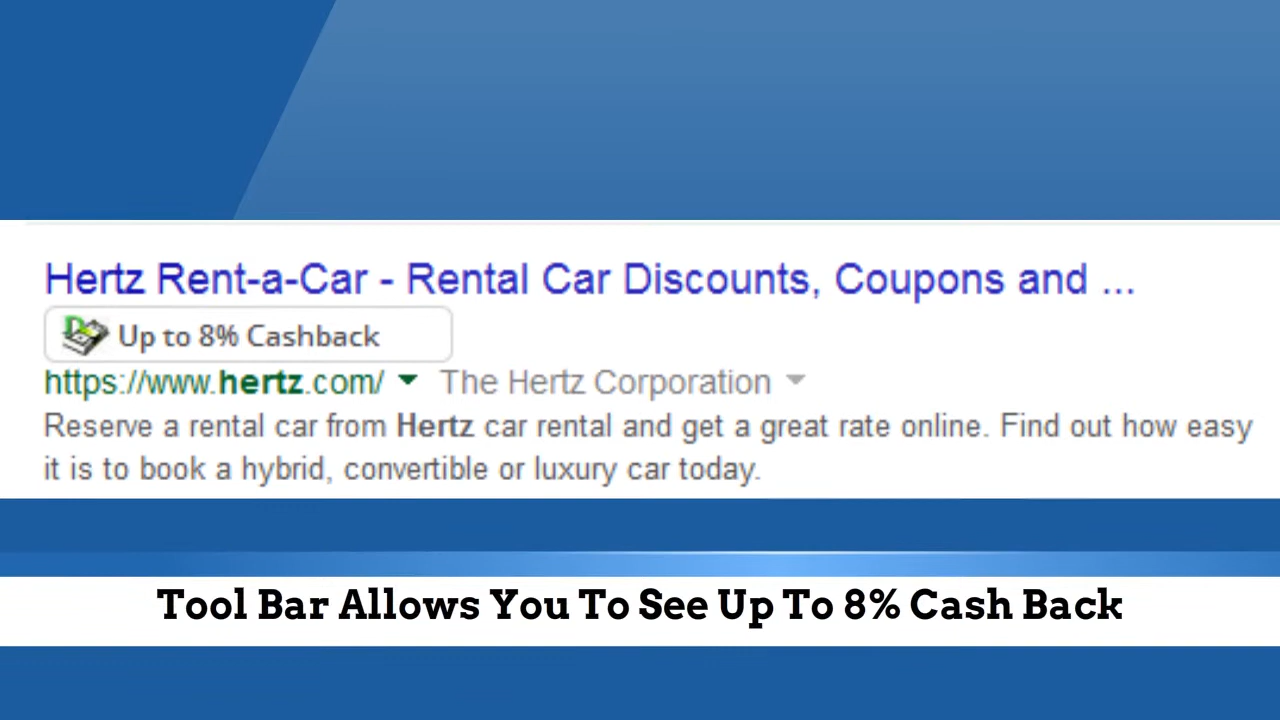 Hertz Rent-a-Car - Rental Car Discounts, Coupons and ...
Up to 8% Cashback
https://www.hertz.com/ The Hertz Corporation
Reserve a rental car from Hertz car rental and get a great rate online. Find out how easy
it is to book a hybrid, convertible or luxury car today.
Tool Bar Allows You To See Up To 8% Cash Back